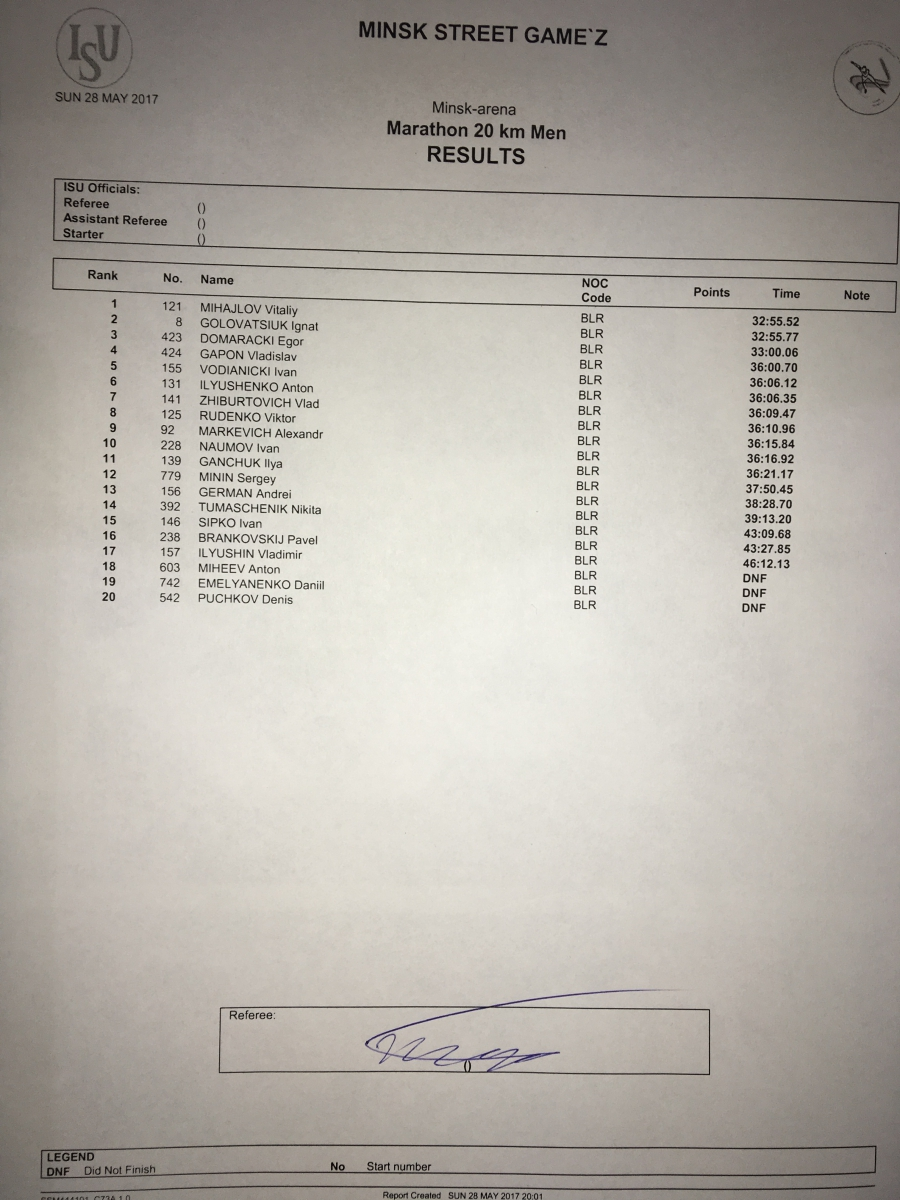 ISU
MINSK STREET GAME`Z
SUN 28 MAY 2017
Minsk-arena
Marathon 20 km Men
RESULTS
ISU Officials:
Referee ()
Assistant Referee ()
Starter ()
Rank No. Name NOC Code Points Time Note
1 121 MIHAJLOV Vitaliy BLR 32:55.52
2 8 GOLOVATSIUK Ignat BLR 32:55.77
3 423 DOMARACKI Egor BLR 33:00.06
4 424 GAPON Vladislav BLR 36:00.70
5 155 VODIANICKI Ivan BLR 36:06.12
6 131 ILYUSHENKO Anton BLR 36:06.35
7 141 ZHIBURTOVICH Vlad BLR 36:09.47
8 125 RUDENKO Viktor BLR 36:10.96
9 92 MARKEVICH Alexandr BLR 36:15.84
10 228 NAUMOV Ivan BLR 36:16.92
11 139 GANCHUK Ilya BLR 36:21.17
12 779 MININ Sergey BLR 37:50.45
13 156 GERMAN Andrei BLR 38:28.70
14 392 TUMASCHENIK Nikita BLR 39:13.20
15 146 SIPKO Ivan BLR 43:09.68
16 238 BRANKOVSKIJ Pavel BLR 43:27.85
17 157 ILYUSHIN Vladimir BLR 46:12.13
18 603 MIHEEV Anton BLR DNF
19 742 EMELYANENKO Daniil BLR DNF
20 542 PUCHKOV Denis BLR DNF
Referee:
()
LEGEND
DNF Did Not Finish No Start number
Report Created SUN 28 MAY 2017 20:01